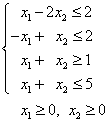 x₁ − 2x₂ ≤ 2
−x₁ + x₂ ≤ 2
x₁ + x₂ ≥ 1
x₁ + x₂ ≤ 5
x₁ ≥ 0, x₂ ≥ 0